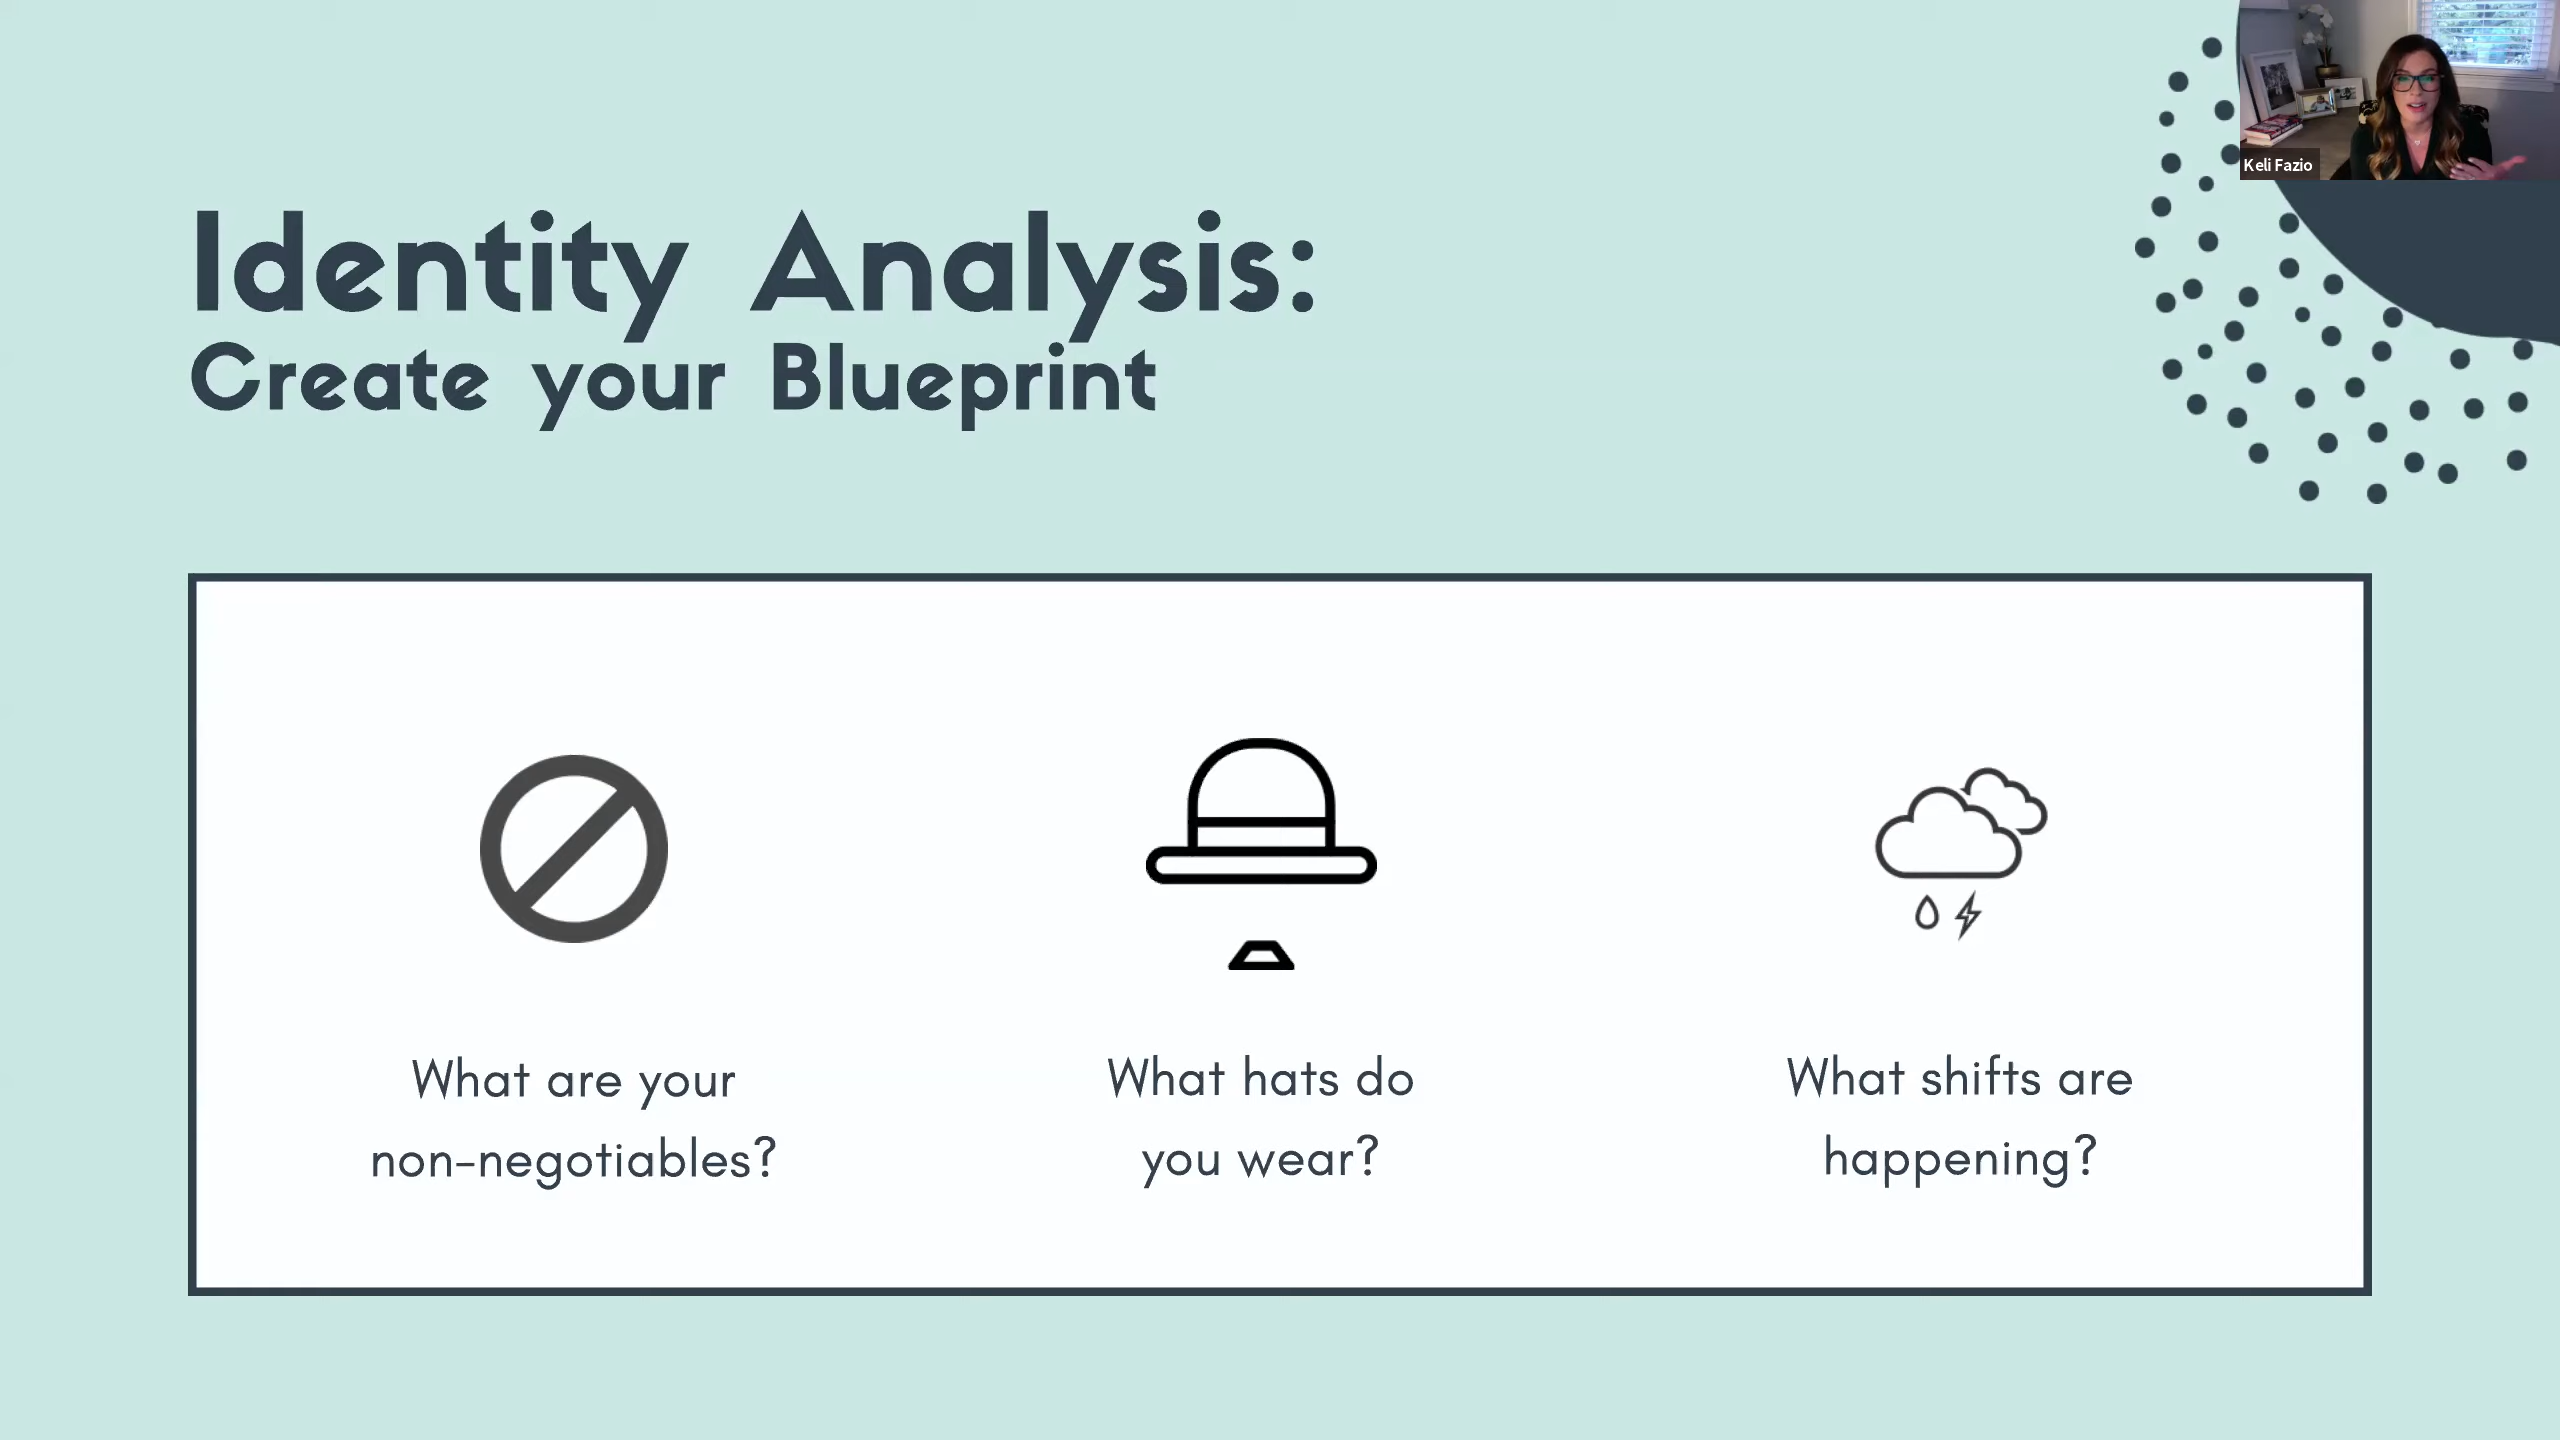 Keli Fazio
Identity Analysis:
Create your Blueprint
What are your
non-negotiables?
What hats do
you wear?
What shifts are
happening?